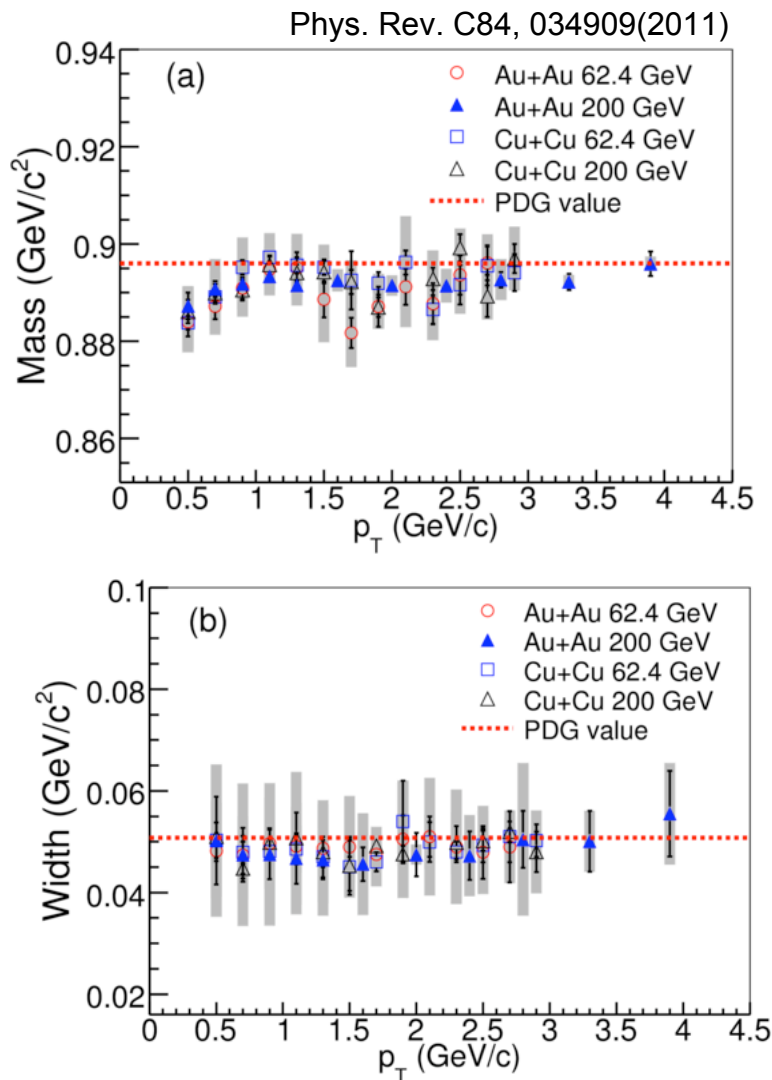 Phys. Rev. C84, 034909(2011)
(a)
Au+Au 62.4 GeV
Au+Au 200 GeV
Cu+Cu 62.4 GeV
Cu+Cu 200 GeV
PDG value
Mass (GeV/c²)
0.94
0.92
0.9
0.88
0.86
0 0.5 1 1.5 2 2.5 3 3.5 4 4.5
p_T (GeV/c)
(b)
Au+Au 62.4 GeV
Au+Au 200 GeV
Cu+Cu 62.4 GeV
Cu+Cu 200 GeV
PDG value
Width (GeV/c²)
0.1
0.08
0.06
0.04
0.02
0 0.5 1 1.5 2 2.5 3 3.5 4 4.5
p_T (GeV/c)